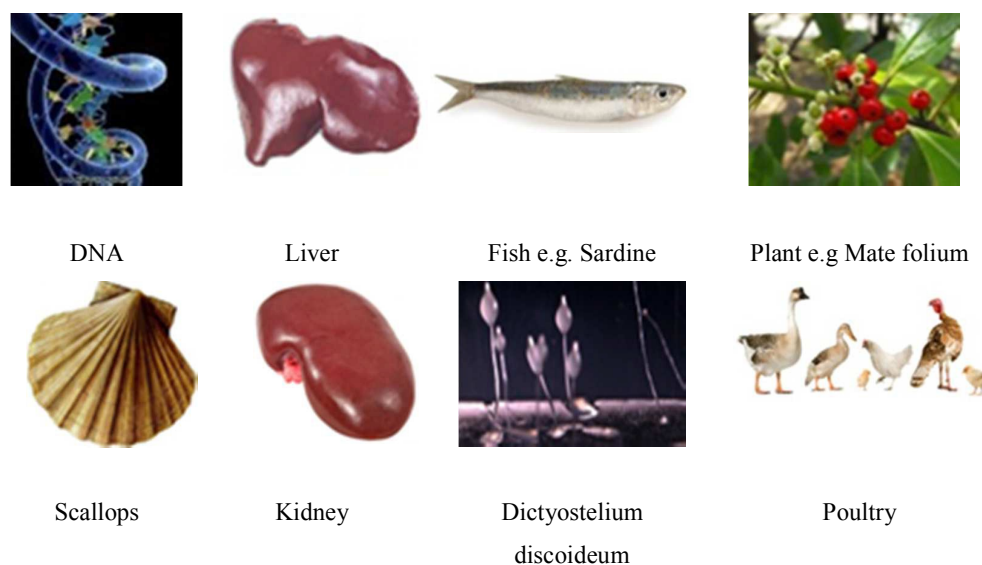 DNA
Liver
Fish e.g. Sardine
Plant e.g Mate folium
Scallops
Kidney
Dictyostelium
discoideum
Poultry